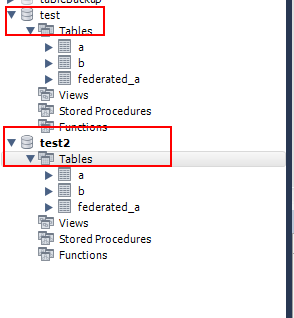 tablebackup
test
Tables
a
b
federated_a
Views
Stored Procedures
Functions
test2
Tables
a
b
federated_a
Views
Stored Procedures
Functions